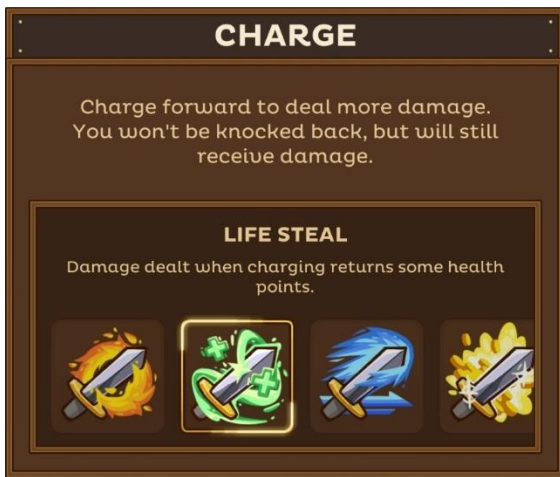 CHARGE
Charge forward to deal more damage.
You won't be knocked back, but will still
receive damage.
LIFE STEAL
Damage dealt when charging returns some health
points.